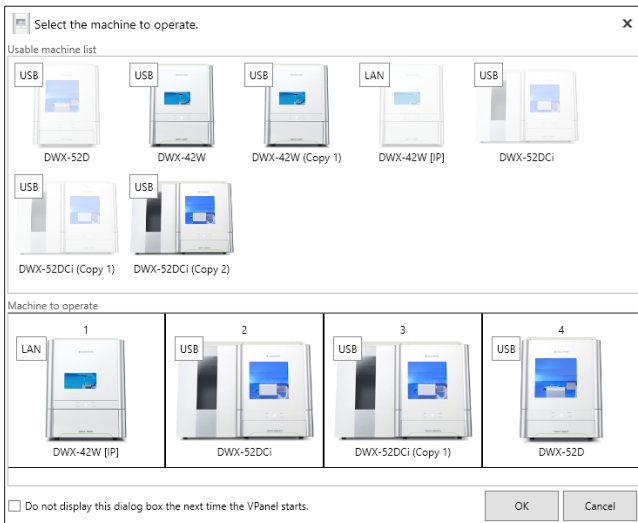 Select the machine to operate.
Usable machine list
USB USB USB LAN USB
DWX-52D DWX-42W DWX-42W (Copy 1) DWX-42W [IP] DWX-52DCi
USB USB
DWX-52DCi (Copy 1) DWX-52DCi (Copy 2)
Machine to operate
1 2 3 4
LAN USB USB USB
DWX-42W [IP] DWX-52DCi DWX-52DCi (Copy 1) DWX-52D
Do not display this dialog box the next time the VPanel starts.
OK Cancel